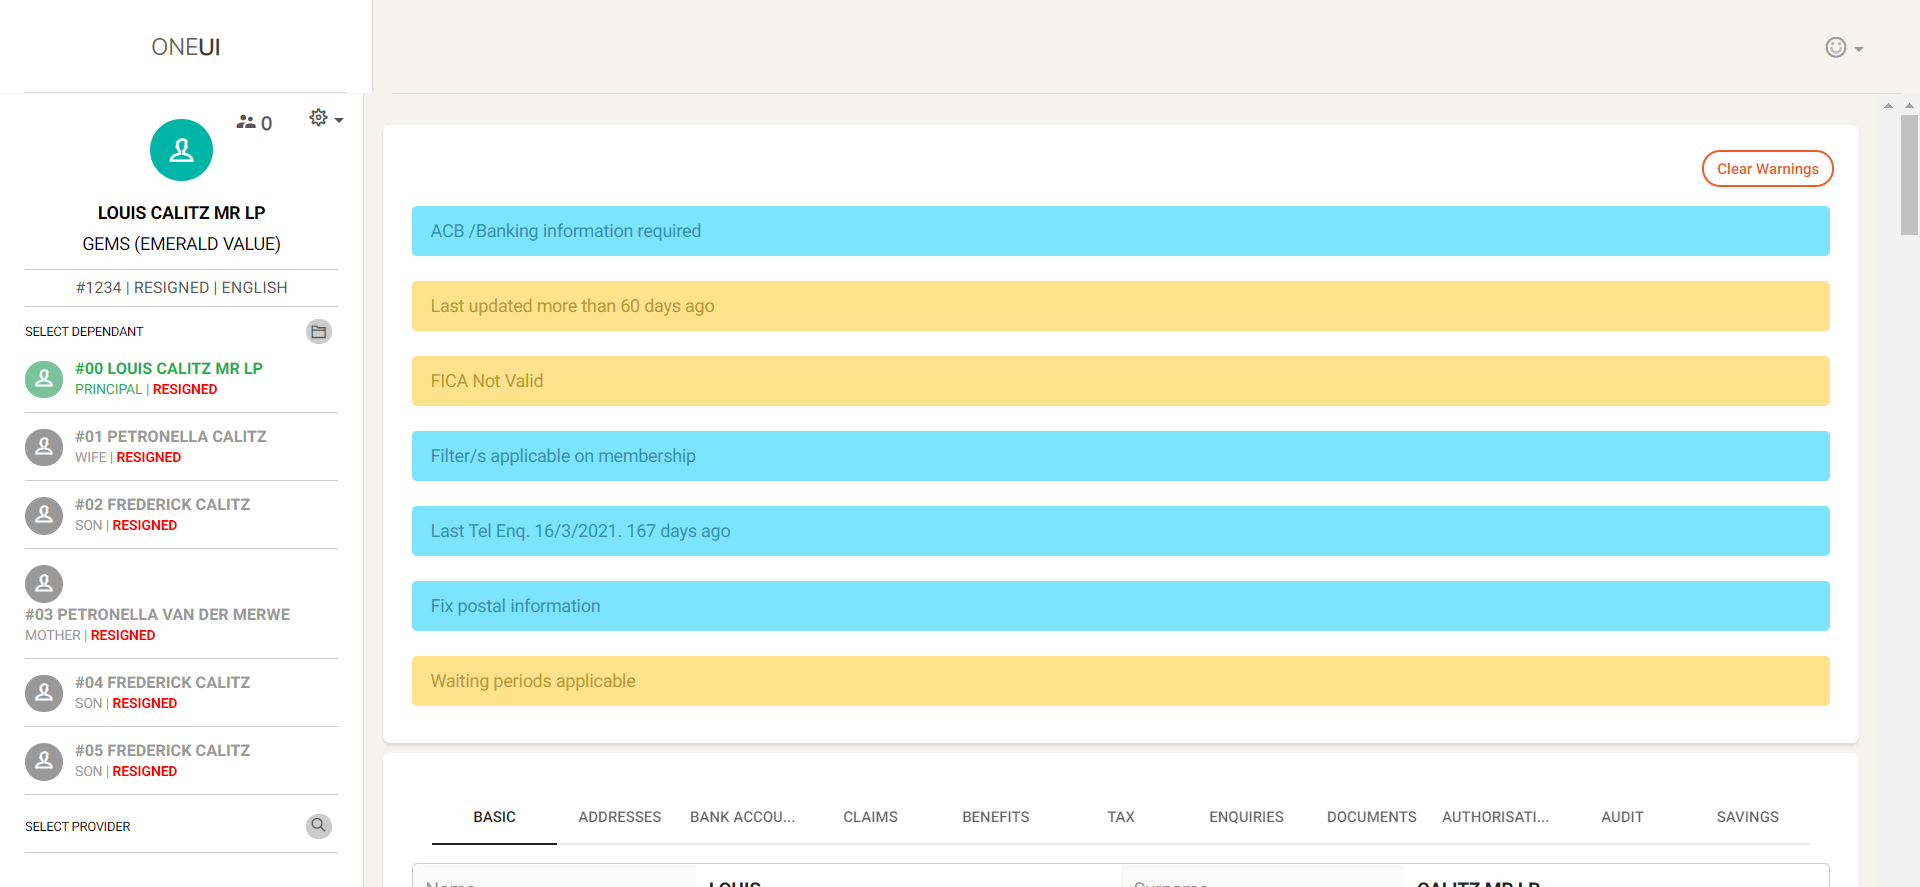 ONEUI
0
LOUIS CALITZ MR LP
GEMS (EMERALD VALUE)
#1234 | RESIGNED | ENGLISH
SELECT DEPENDANT
#00 LOUIS CALITZ MR LP
PRINCIPAL | RESIGNED
#01 PETRONELLA CALITZ
WIFE | RESIGNED
#02 FREDERICK CALITZ
SON | RESIGNED
#03 PETRONELLA VAN DER MERWE
MOTHER | RESIGNED
#04 FREDERICK CALITZ
SON | RESIGNED
#05 FREDERICK CALITZ
SON | RESIGNED
SELECT PROVIDER
Clear Warnings
ACB /Banking information required
Last updated more than 60 days ago
FICA Not Valid
Filter/s applicable on membership
Last Tel Enq. 16/3/2021. 167 days ago
Fix postal information
Waiting periods applicable
BASIC ADDRESSES BANK ACCOU... CLAIMS BENEFITS TAX ENQUIRIES DOCUMENTS AUTHORISATI... AUDIT SAVINGS
Name LOUIS Surname CALITZ MR LP